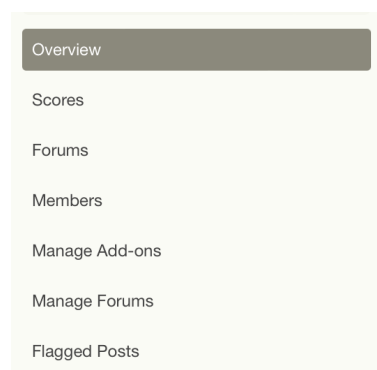 Overview
Scores
Forums
Members
Manage Add-ons
Manage Forums
Flagged Posts